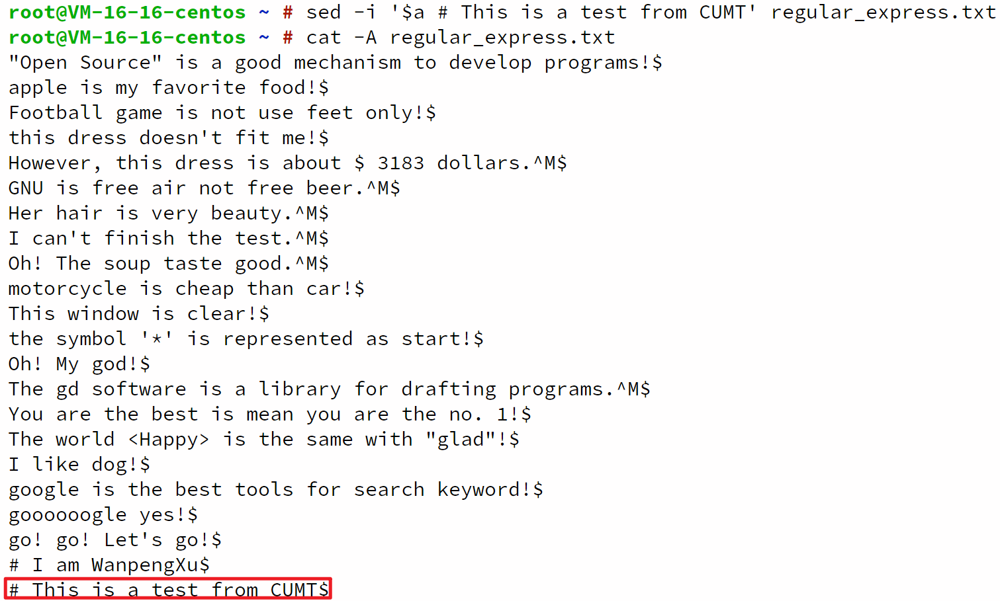 root@VM-16-16-centos ~ # sed -i '$a # This is a test from CUMT' regular_express.txt
root@VM-16-16-centos ~ # cat -A regular_express.txt
"Open Source" is a good mechanism to develop programs!$
apple is my favorite food!$
Football game is not use feet only!$
this dress doesn't fit me!$
However, this dress is about $ 3183 dollars.^M$
GNU is free air not free beer.^M$
Her hair is very beauty.^M$
I can't finish the test.^M$
Oh! The soup taste good.^M$
motorcycle is cheap than car!$
This window is clear!$
the symbol '*' is represented as start!$
Oh! My god!$
The gd software is a library for drafting programs.^M$
You are the best is mean you are the no. 1!$
The world <Happy> is the same with "glad"!$
I like dog!$
google is the best tools for search keyword!$
goooooogle yes!$
go! go! Let's go!$
# I am WanpengXu$
# This is a test from CUMT$